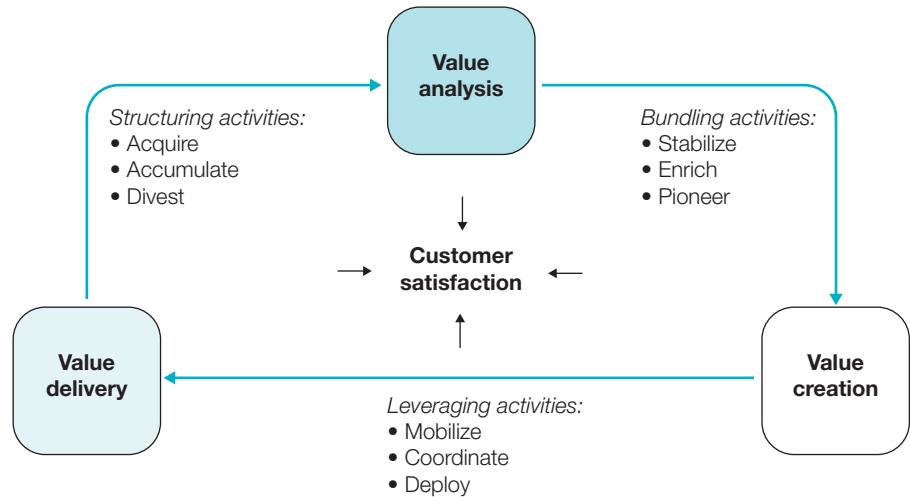 Value
analysis
Structuring activities:
• Acquire
• Accumulate
• Divest
Bundling activities:
• Stabilize
• Enrich
• Pioneer
Customer
satisfaction
Value
delivery
Value
creation
Leveraging activities:
• Mobilize
• Coordinate
• Deploy